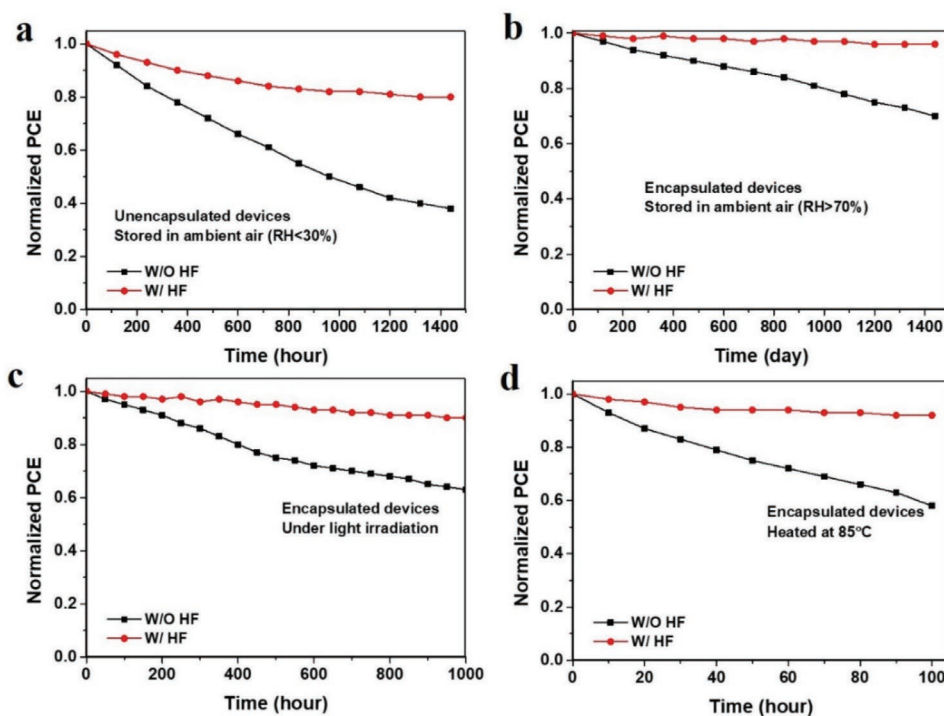 a
Normalized PCE
1.0
0.8
0.6
0.4
0.2
0.0
Unencapsulated devices
Stored in ambient air (RH<30%)
W/O HF
W/ HF
0 200 400 600 800 1000 1200 1400
Time (hour)
b
Normalized PCE
1.0
0.8
0.6
0.4
0.2
0.0
Encapsulated devices
Stored in ambient air (RH>70%)
W/O HF
W/ HF
0 200 400 600 800 1000 1200 1400
Time (day)
c
Normalized PCE
1.0
0.8
0.6
0.4
0.2
0.0
Encapsulated devices
Under light irradiation
W/O HF
W/ HF
0 200 400 600 800 1000
Time (hour)
d
Normalized PCE
1.0
0.8
0.6
0.4
0.2
0.0
Encapsulated devices
Heated at 85°C
W/O HF
W/ HF
0 20 40 60 80 100
Time (hour)